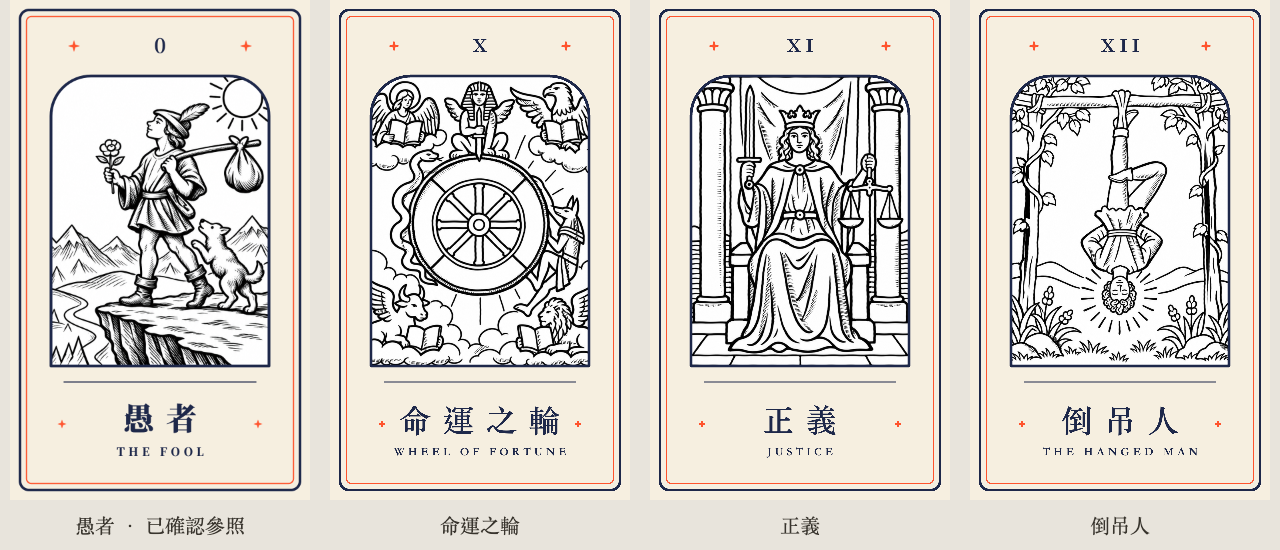 0
愚者
THE FOOL
愚者 · 已確認參照
X
命運之輪
WHEEL OF FORTUNE
命運之輪
XI
正義
JUSTICE
正義
XII
倒吊人
THE HANGED MAN
倒吊人